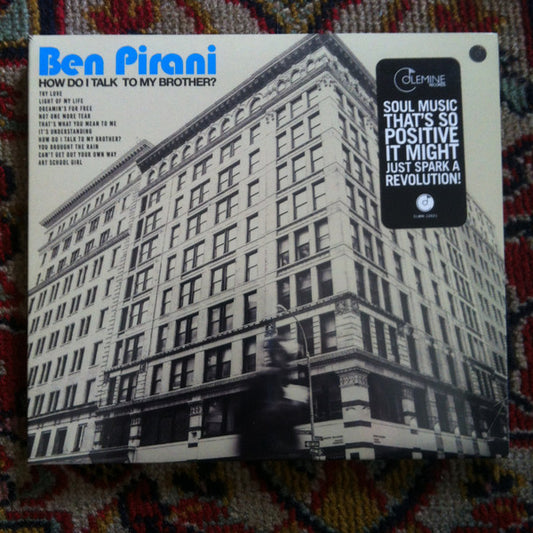 Ben Pirani
HOW DO I TALK TO MY BROTHER?
TRY LOVE
LIGHT OF MY LIFE
DREAMIN'S FOR FREE
NOT ONE MORE TEAR
THAT'S WHAT YOU MEAN TO ME
IT'S UNDERSTANDING
HOW DO I TALK TO MY BROTHER?
YOU BROUGHT THE RAIN
CAN'T GET OUT YOUR OWN WAY
ART SCHOOL GIRL
COLEMINE
RECORDS
SOUL MUSIC
THAT'S SO
POSITIVE
IT MIGHT
JUST SPARK A
REVOLUTION!